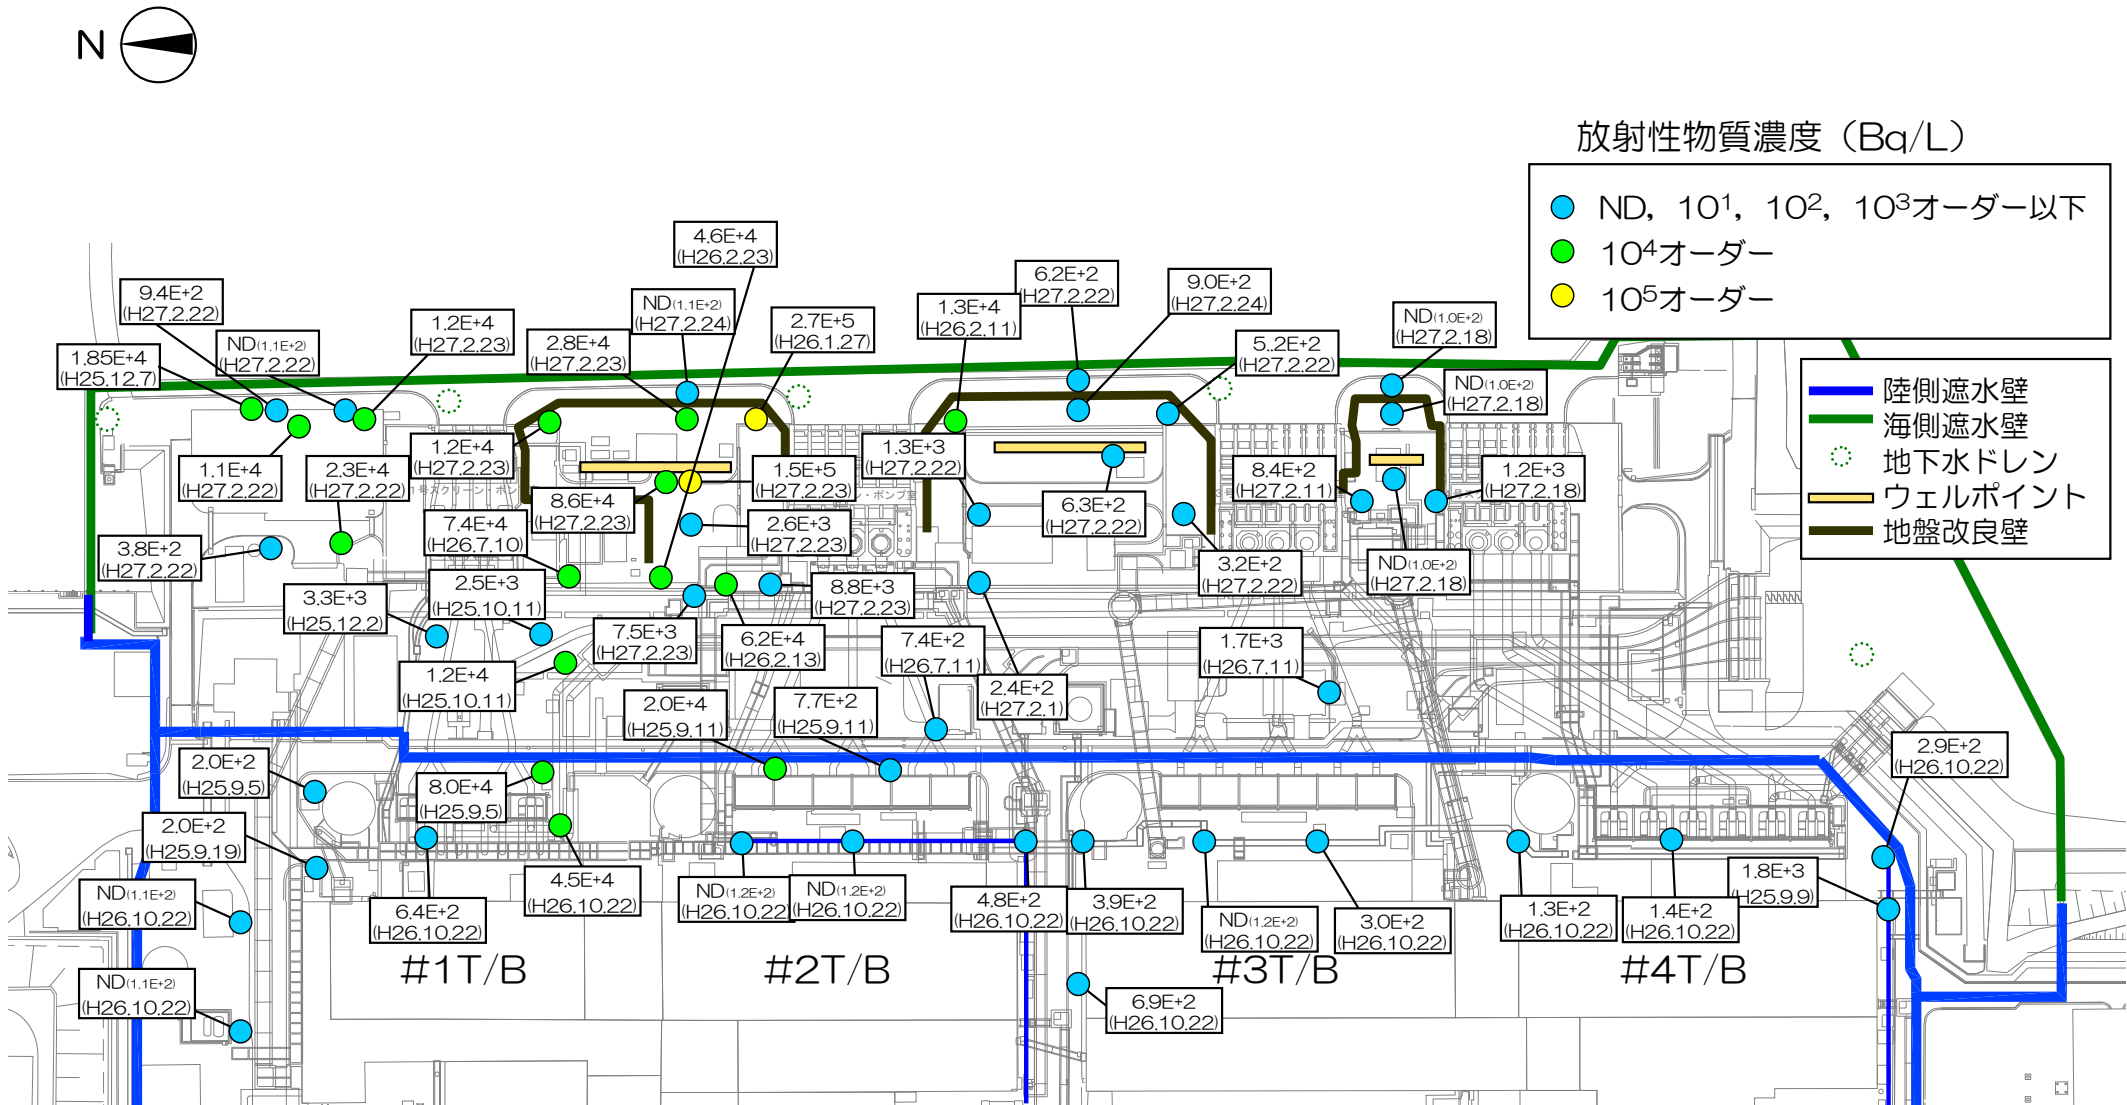 N
放射性物質濃度（Bq/L）
ND, 10¹, 10², 10³オーダー以下
10⁴オーダー
10⁵オーダー
陸側遮水壁
海側遮水壁
地下水ドレン
ウェルポイント
地盤改良壁
4.6E+4
(H26.2.23)
9.4E+2
(H27.2.22)
ND(1.1E+2)
(H27.2.22)
1.85E+4
(H25.12.7)
1.2E+4
(H27.2.23)
2.8E+4
(H27.2.23)
ND(1.1E+2)
(H27.2.24)
2.7E+5
(H26.1.27)
1.3E+4
(H26.2.11)
6.2E+2
(H27.2.22)
9.0E+2
(H27.2.24)
5..2E+2
(H27.2.22)
ND(1.0E+2)
(H27.2.18)
ND(1.0E+2)
(H27.2.18)
1.1E+4
(H27.2.22)
2.3E+4
(H27.2.22)
1.2E+4
(H27.2.23)
1号スクリーン・ポン
8.6E+4
(H27.2.23)
1.5E+5
(H27.2.23)
ン・ポンプ室
1.3E+3
(H27.2.22)
6.3E+2
(H27.2.22)
8.4E+2
(H27.2.11)
1.2E+3
(H27.2.18)
3.8E+2
(H27.2.22)
7.4E+4
(H26.7.10)
2.6E+3
(H27.2.23)
3.2E+2
(H27.2.22)
ND(1.0E+2)
(H27.2.18)
3.3E+3
(H25.12.2)
2.5E+3
(H25.10.11)
8.8E+3
(H27.2.23)
7.5E+3
(H27.2.23)
6.2E+4
(H26.2.13)
7.4E+2
(H26.7.11)
1.7E+3
(H26.7.11)
1.2E+4
(H25.10.11)
2.0E+4
(H25.9.11)
7.7E+2
(H25.9.11)
2.4E+2
(H27.2.1)
2.0E+2
(H25.9.5)
8.0E+4
(H25.9.5)
2.9E+2
(H26.10.22)
2.0E+2
(H25.9.19)
ND(1.1E+2)
(H26.10.22)
6.4E+2
(H26.10.22)
4.5E+4
(H26.10.22)
ND(1.2E+2)
(H26.10.22
ND(1.2E+2)
(H26.10.22)
4.8E+2
(H26.10.22)
3.9E+2
(H26.10.22)
ND(1.2E+2)
(H26.10.22)
3.0E+2
(H26.10.22)
1.3E+2
(H26.10.22)
1.4E+2
(H26.10.22)
1.8E+3
(H25.9.9)
#1T/B
#2T/B
#3T/B
#4T/B
ND(1.1E+2)
(H26.10.22)
6.9E+2
(H26.10.22)